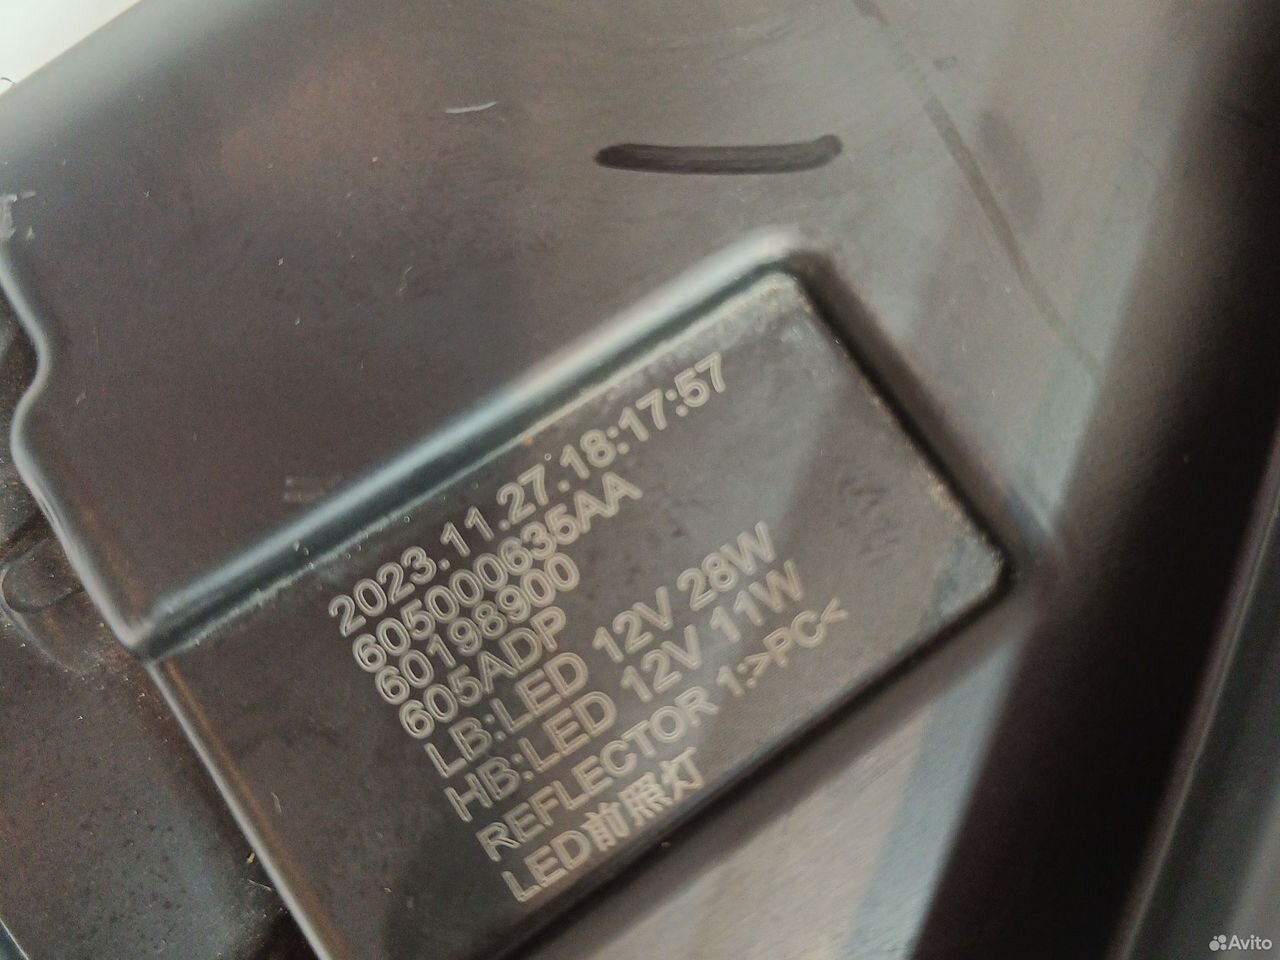 2023.11.27.18:17:57
605000635AA
60198900
605ADP
LB:LED 12V 28W
HB:LED 12V 11W
REFLECTOR 1:>PC<
LED前照灯
Avito